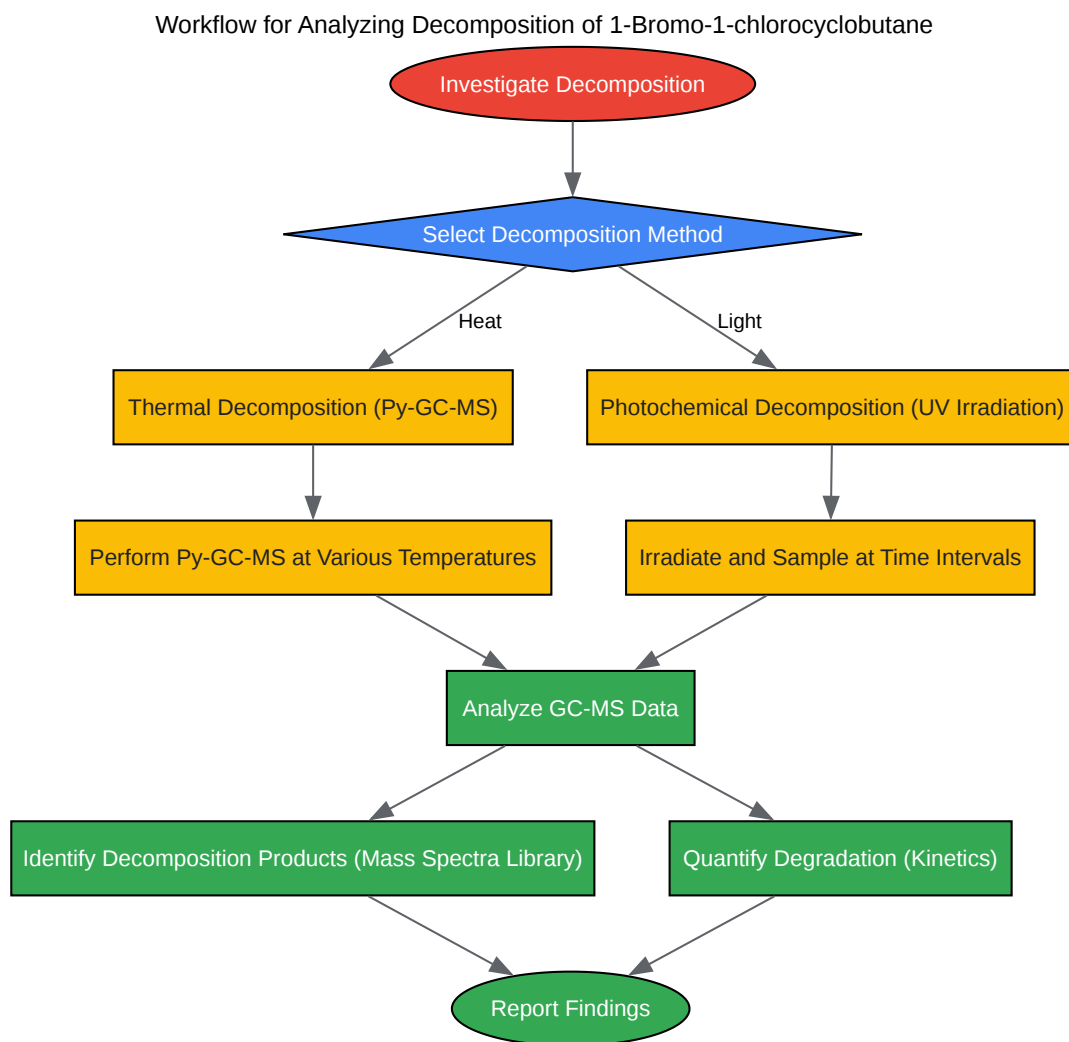 Workflow for Analyzing Decomposition of 1-Bromo-1-chlorocyclobutane
Investigate Decomposition
Select Decomposition Method
Heat
Light
Thermal Decomposition (Py-GC-MS)
Photochemical Decomposition (UV Irradiation)
Perform Py-GC-MS at Various Temperatures
Irradiate and Sample at Time Intervals
Analyze GC-MS Data
Identify Decomposition Products (Mass Spectra Library)
Quantify Degradation (Kinetics)
Report Findings